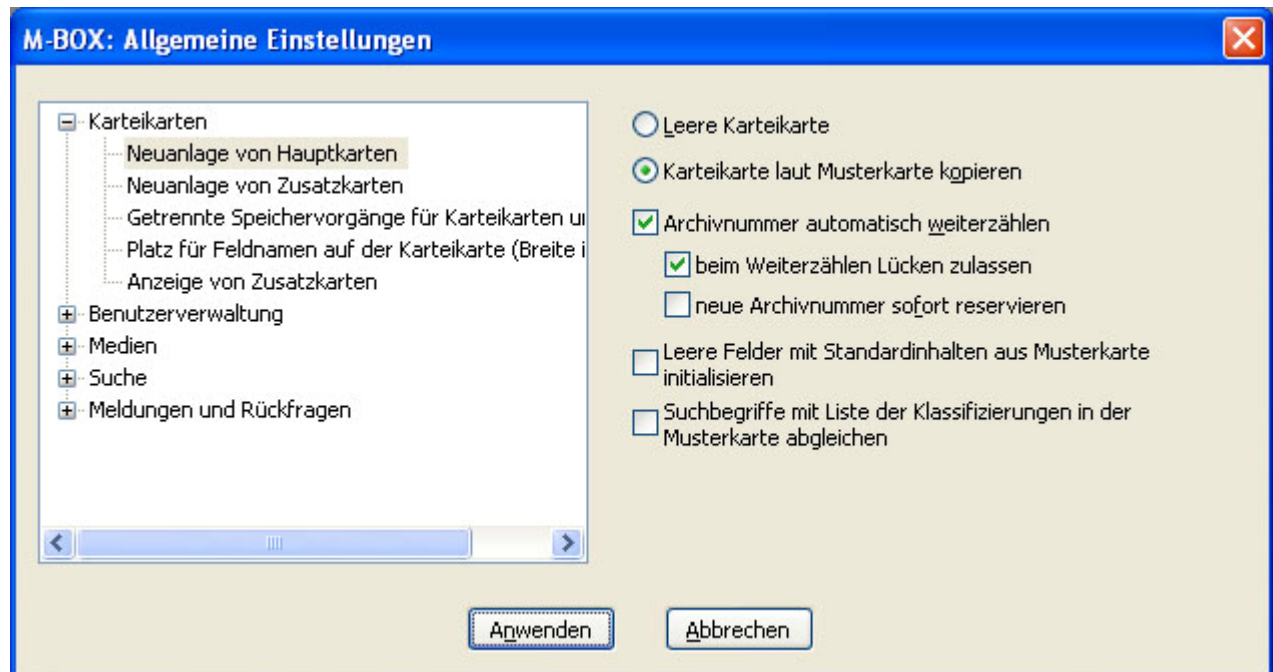 M-BOX: Allgemeine Einstellungen
Karteikarten
Neuanlage von Hauptkarten
Neuanlage von Zusatzkarten
Getrennte Speichervorgänge für Karteikarten
Platz für Feldnamen auf der Karteikarte (Breite
Anzeige von Zusatzkarten
Benutzerverwaltung
Medien
Suche
Meldungen und Rückfragen
Leere Karteikarte
Karteikarte laut Musterkarte kopieren
Archivnummer automatisch weiterzählen
beim Weiterzählen Lücken zulassen
neue Archivnummer sofort reservieren
Leere Felder mit Standardinhalten aus Musterkarte
initialisieren
Suchbegriffe mit Liste der Klassifizierungen in der
Musterkarte abgleichen
Anwenden
Abbrechen